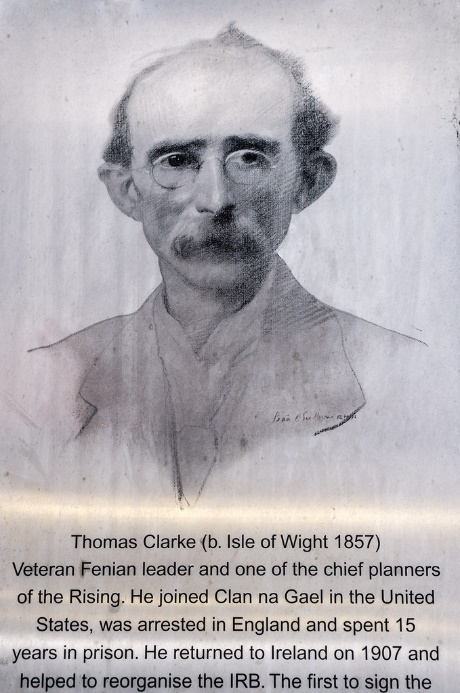 Thomas Clarke (b. Isle of Wight 1857)
Veteran Fenian leader and one of the chief planners
of the Rising. He joined Clan na Gael in the United
States, was arrested in England and spent 15
years in prison. He returned to Ireland on 1907 and
helped to reorganise the IRB. The first to sign the